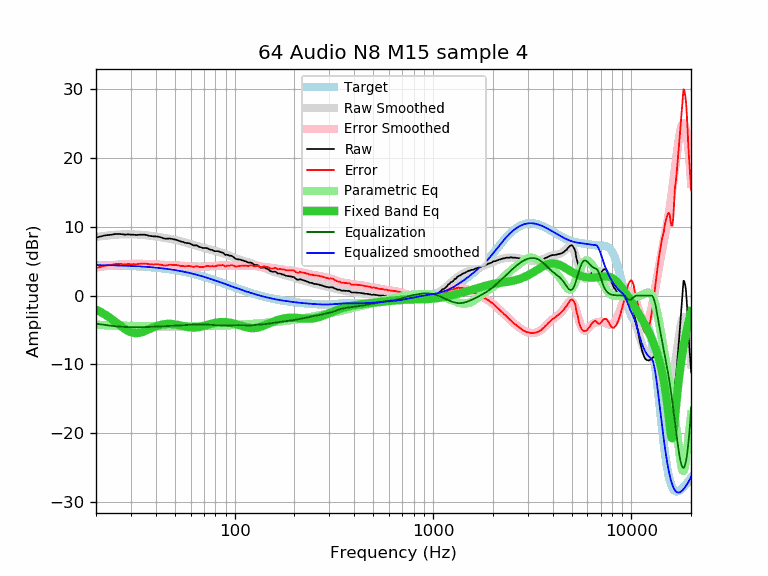 64 Audio N8 M15 sample 4
Amplitude (dBr)
30
20
10
0
−10
−20
−30
Target
Raw Smoothed
Error Smoothed
Raw
Error
Parametric Eq
Fixed Band Eq
Equalization
Equalized smoothed
100
1000
10000
Frequency (Hz)